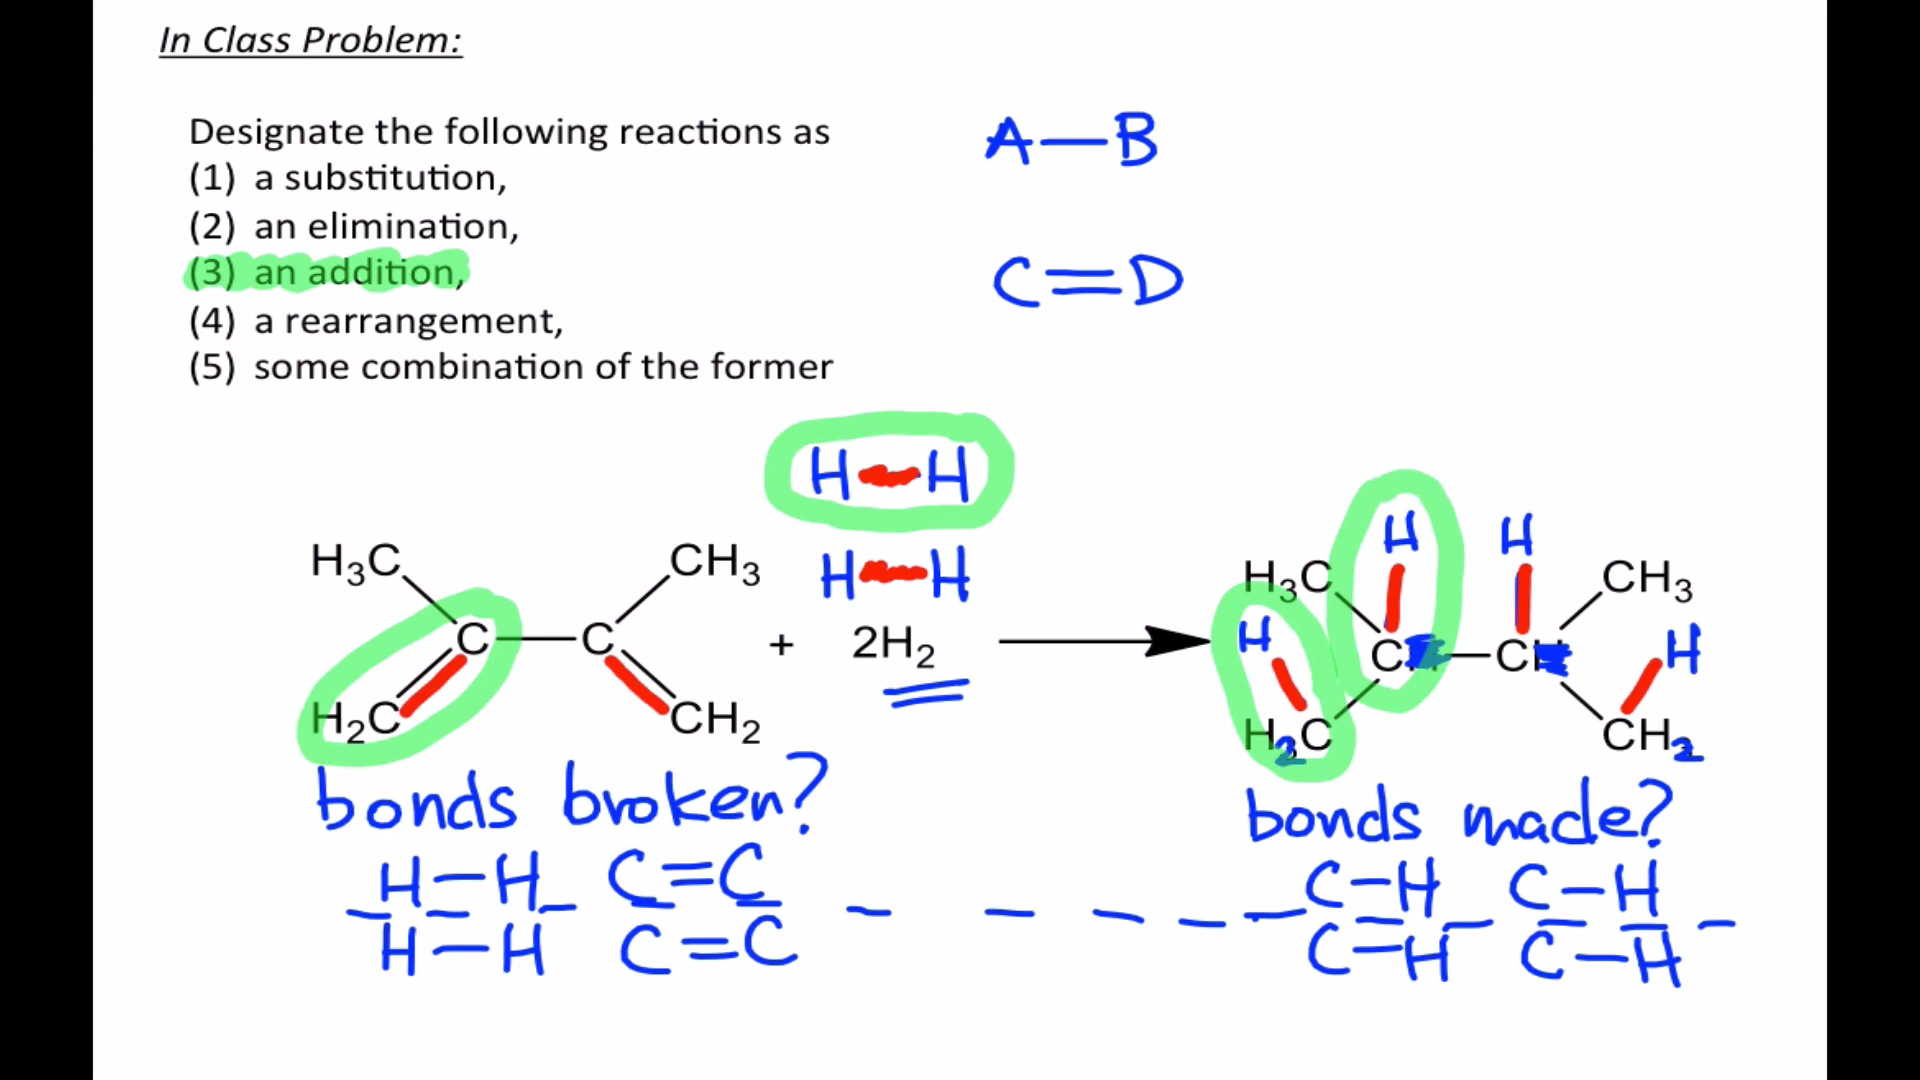 In Class Problem:
Designate the following reactions as
(1) a substitution,
(2) an elimination,
(3) an addition,
(4) a rearrangement,
(5) some combination of the former
A—B
C=D
H—H
H—H
H₃C
CH₃
C—C
H₂C
CH₂
+ 2H₂
H
H
H₃C
CH₃
H
H
C—C
H₂C
CH₂
bonds broken?
H—H C=C
H—H C=C
bonds made?
C—H C—H
C—H C—H